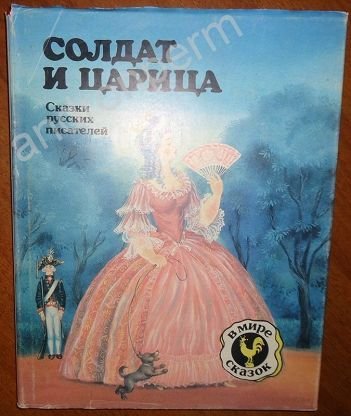 СОЛДАТ
И ЦАРИЦА
Сказки
русских
писателей
в мире
сказок